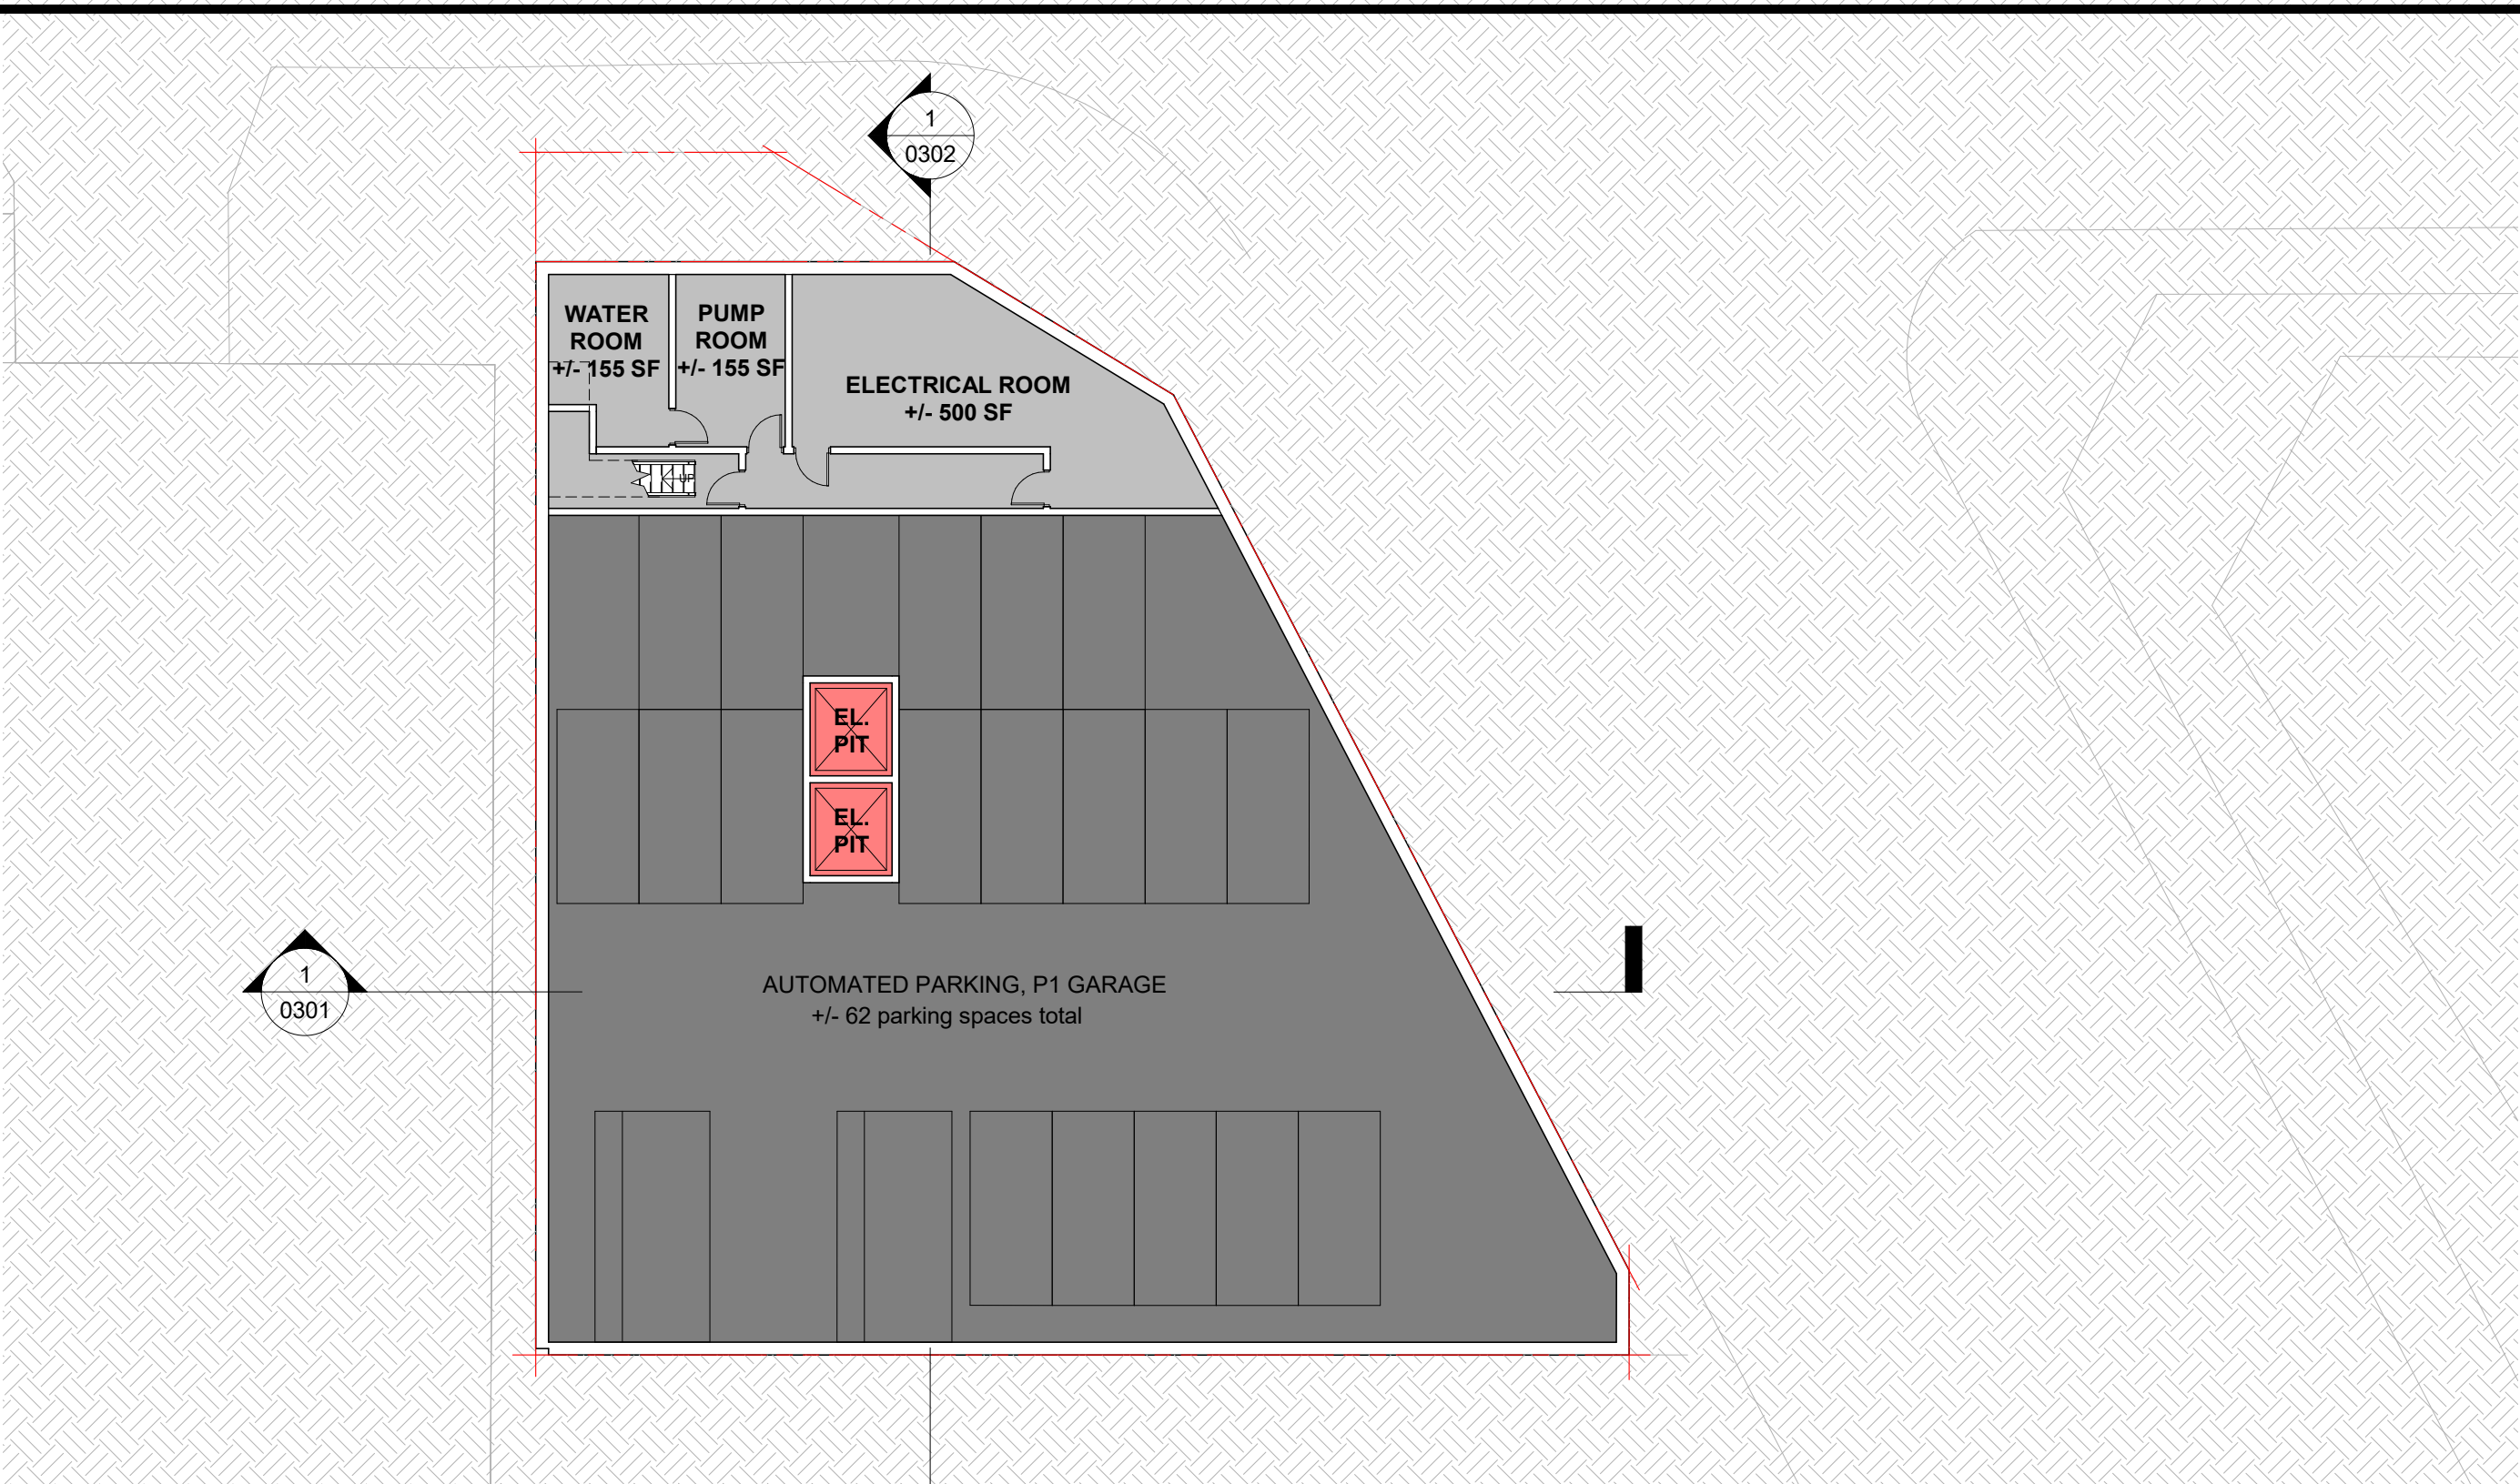 1
0302
WATER
ROOM
+/- 155 SF
PUMP
ROOM
+/- 155 SF
ELECTRICAL ROOM
+/- 500 SF
UP
EL.
PIT
EL.
PIT
1
0301
AUTOMATED PARKING, P1 GARAGE
+/- 62 parking spaces total